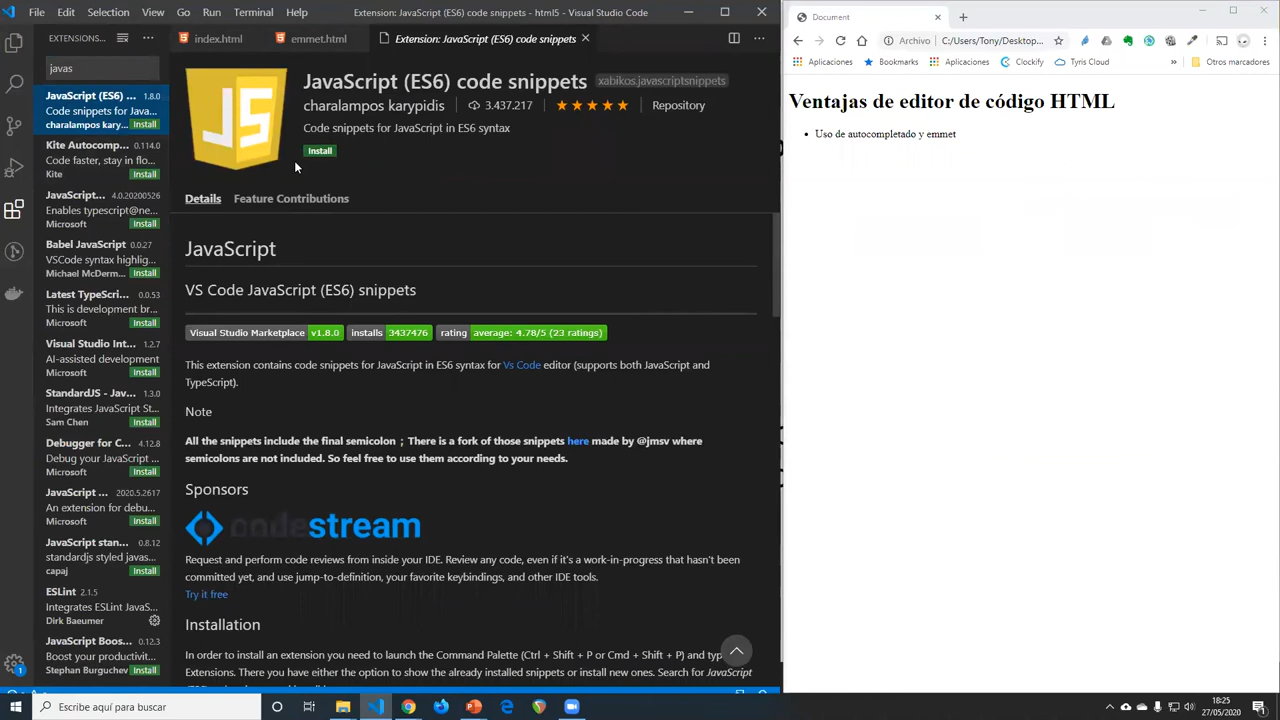 File Edit Selection View Go Run Terminal Help
Extension: JavaScript (ES6) code snippets - html5 - Visual Studio Code
EXTENSIONS...
index.html
emmet.html
Extension: JavaScript (ES6) code snippets
javas
JavaScript (ES6) ... 1.8.0
Code snippets for Java...
charalampos kary... Install
Kite Autocomp... 0.114.0
Code faster, stay in flo...
Kite Install
JavaScript... 4.0.20200526
Enables typescript@ne...
Microsoft Install
Babel JavaScript 0.0.27
VSCode syntax highlig...
Michael McDerm... Install
Latest TypeScri... 0.0.53
This is development br...
Microsoft Install
Visual Studio Int... 1.2.7
AI-assisted development
Microsoft Install
StandardJS - Jav... 1.3.0
Integrates JavaScript St...
Sam Chen Install
Debugger for C... 4.12.8
Debug your JavaScript ...
Microsoft Install
JavaScript ... 2020.5.2617
An extension for debu...
Microsoft Install
JavaScript stan... 0.8.12
standardjs styled javas...
capaj Install
ESLint 2.1.5
Integrates ESLint JavaS...
Dirk Baeumer
JavaScript Boos... 0.12.3
Boost your productivit...
Stephan Burguchev Install
JS
JavaScript (ES6) code snippets xabikos.javascriptsnippets
charalampos karypidis 3.437.217 ★★★★★ Repository
Code snippets for JavaScript in ES6 syntax
Install
Details Feature Contributions
JavaScript
VS Code JavaScript (ES6) snippets
Visual Studio Marketplace v1.8.0 installs 3437476 rating average: 4.78/5 (23 ratings)
This extension contains code snippets for JavaScript in ES6 syntax for Vs Code editor (supports both JavaScript and
TypeScript).
Note
All the snippets include the final semicolon ; There is a fork of those snippets here made by @jmsv where
semicolons are not included. So feel free to use them according to your needs.
Sponsors
codestream
Request and perform code reviews from inside your IDE. Review any code, even if it's a work-in-progress that hasn't been
committed yet, and use jump-to-definition, your favorite keybindings, and other IDE tools.
Try it free
Installation
In order to install an extension you need to launch the Command Palette (Ctrl + Shift + P or Cmd + Shift + P) and typ
Extensions. There you have either the option to show the already installed snippets or install new ones. Search for JavaScript
Document
Archivo C:/Users/Tony/Desktop...
Aplicaciones Bookmarks Aplicaciones Clockify Tyris Cloud » Otros marcadores
Ventajas de editor de código HTML
• Uso de autocompletado y emmet
1
Escribe aquí para buscar
18:25
27/05/2020
1